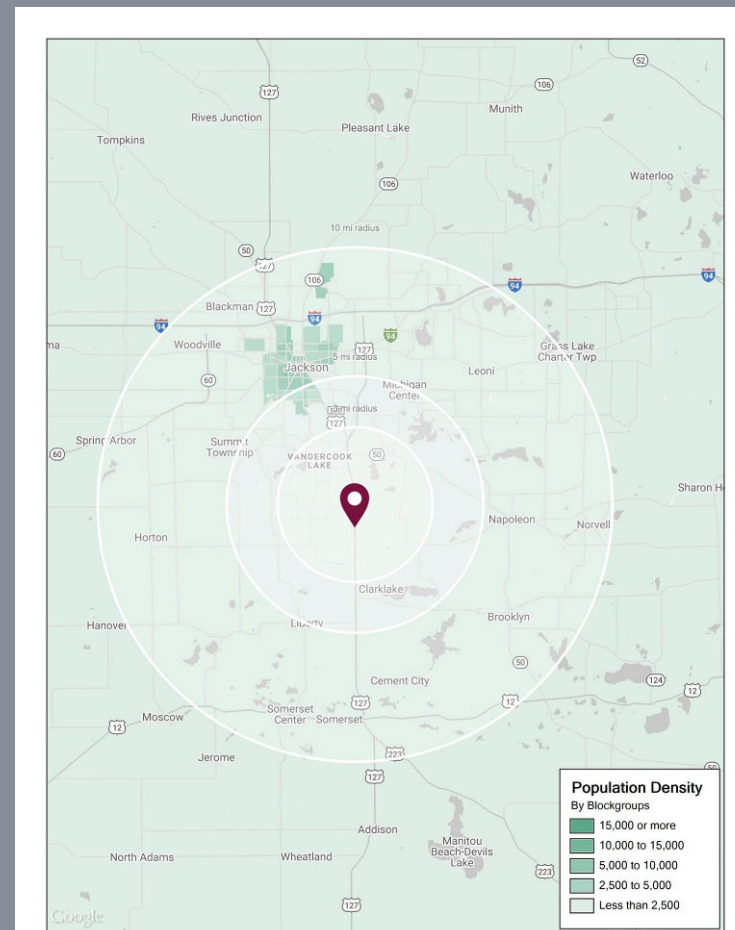 52
106
127
Rives Junction
Munith
Pleasant Lake
Tompkins
Waterloo
106
10 mi radius
50
127
94
106
94
Blackman
127
94
94
94
Woodville
127
Grass Lake
Charter Twp
5 mi radius
Jackson
Leoni
60
Michigan
Center
3 mi radius
127
Spring Arbor
Summit
Township
60
VANDERCOOK
LAKE
50
Sharon H
Napoleon
Norvell
Horton
Clarklake
Hanover
Liberty
Brooklyn
50
Cement City
124
12
127
12
Somerset
Center
Somerset
Moscow
12
Jerome
223
127
Population Density
By Blockgroups
15,000 or more
10,000 to 15,000
5,000 to 10,000
2,500 to 5,000
Less than 2,500
Addison
Manitou
Beach-Devils
Lake
North Adams
Wheatland
223
127
Google